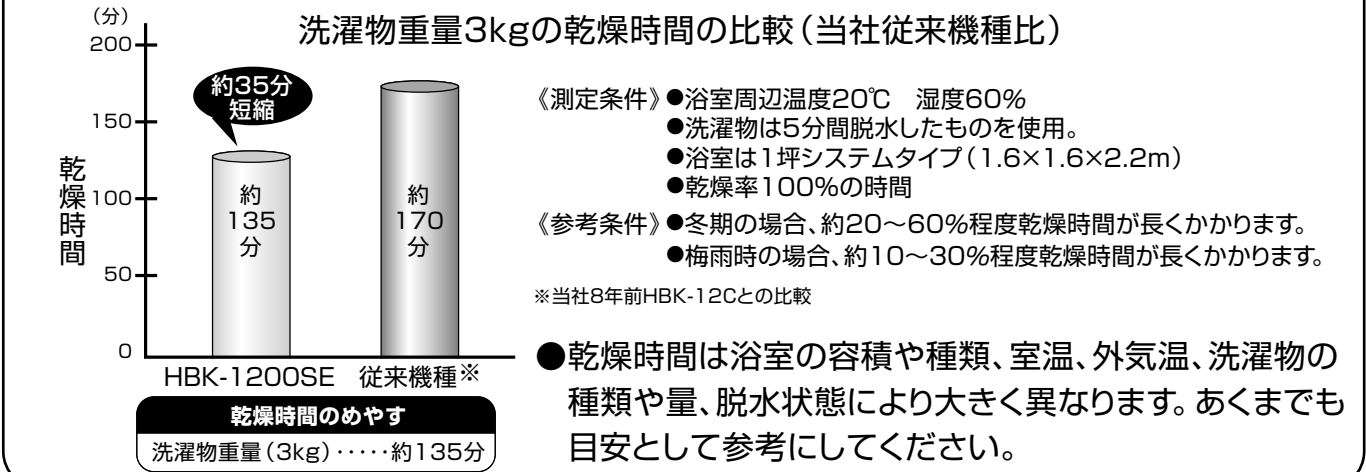 洗濯物重量3kgの乾燥時間の比較（当社従来機種比）
（分）
200
150
100
50
0
乾燥時間
約35分
短縮
約
135
分
約
170
分
HBK-1200SE 従来機種※
乾燥時間のめやす
洗濯物重量（3kg）‥‥‥約135分
《測定条件》●浴室周辺温度20℃ 湿度60%
●洗濯物は5分間脱水したものを使用。
●浴室は1坪システムタイプ（1.6×1.6×2.2m）
●乾燥率100%の時間
《参考条件》●冬期の場合、約20～60%程度乾燥時間が長くかかります。
●梅雨時の場合、約10～30%程度乾燥時間が長くかかります。
※当社8年前HBK-12Cとの比較
●乾燥時間は浴室の容積や種類、室温、外気温、洗濯物の
種類や量、脱水状態により大きく異なります。あくまでも
目安として参考にしてください。